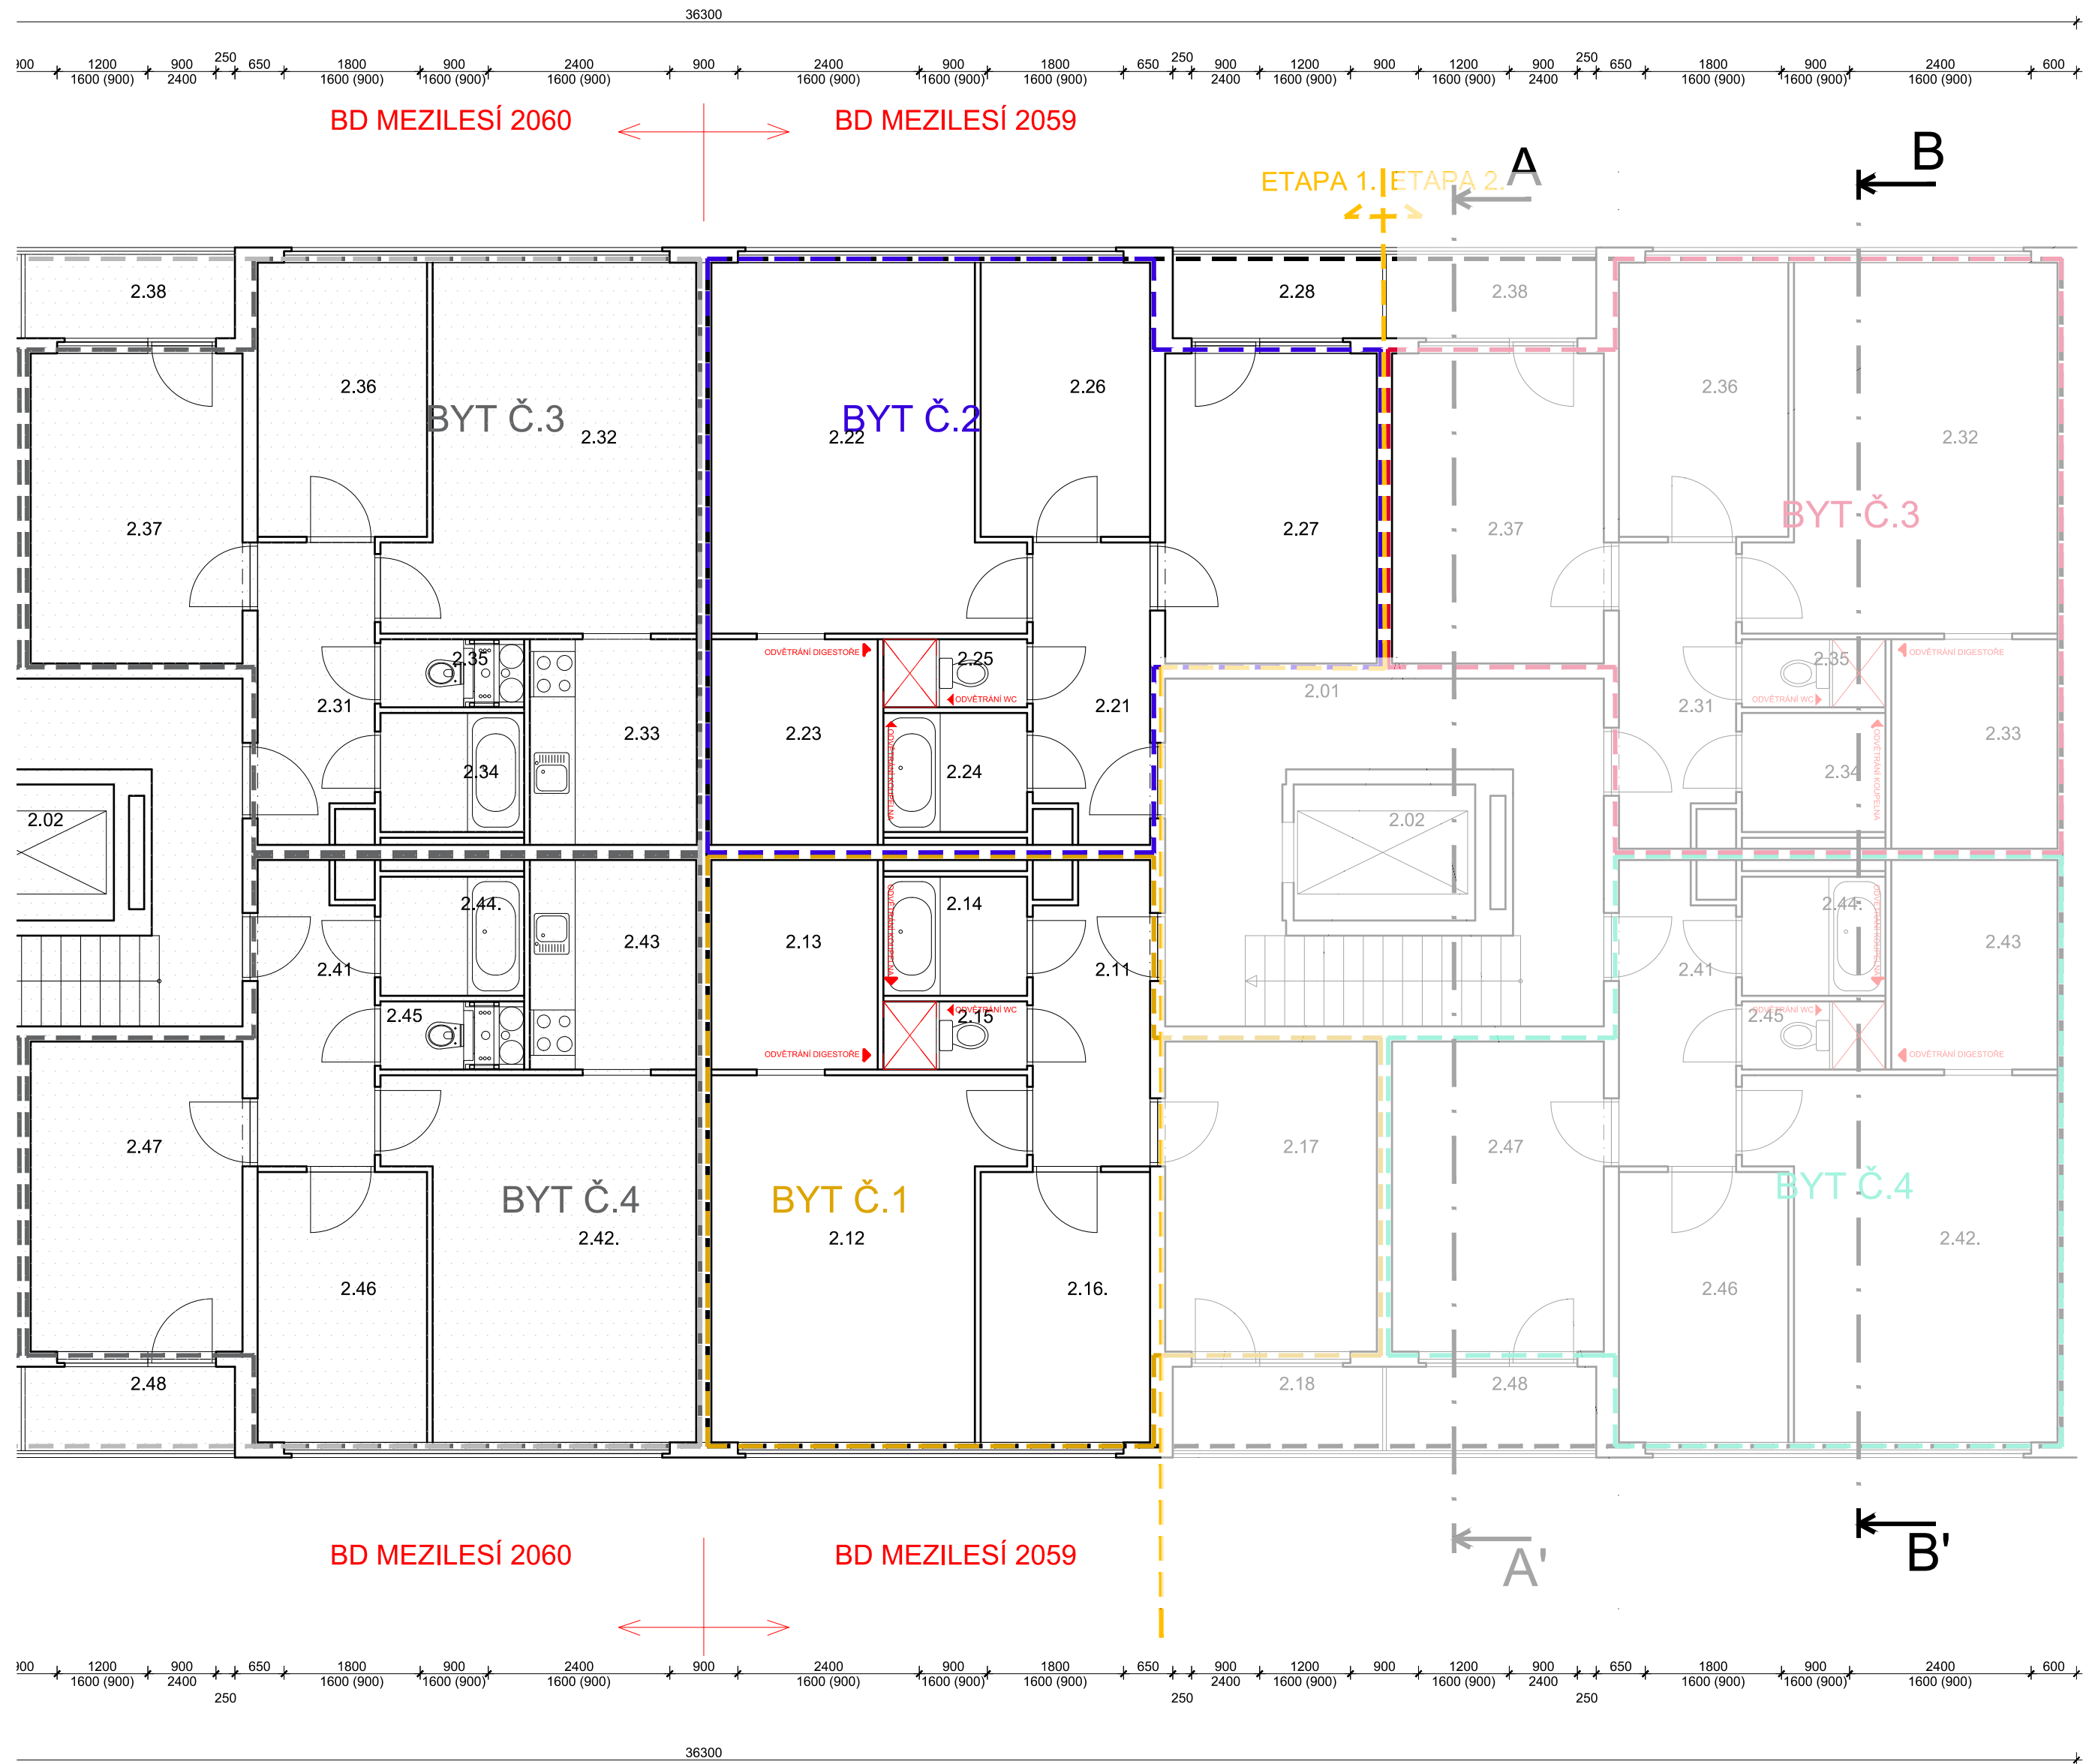 36300
900 1200 900 250 650 1800 900 2400 900 2400 900 1800 650 250 900 1200 900 1200 900 250 650 1800 900 2400 600
1600 (900) 2400 1600 (900) 1600 (900) 1600 (900) 1600 (900) 1600 (900) 1600 (900) 2400 1600 (900) 1600 (900) 2400 1600 (900) 1600 (900) 1600 (900)
BD MEZILESÍ 2060 BD MEZILESÍ 2059
A B
ETAPA 1. ETAPA 2.
2.38 2.28 2.38
2.36 2.26 2.36
BYT Č.3 BYT Č.2
2.32 2.22 2.32
BYT Č.3
2.37 2.27 2.37
ODVĚTRÁNÍ DIGESTOŘE ODVĚTRÁNÍ DIGESTOŘE
2.35 2.25 2.35
2.01
ODVĚTRÁNÍ WC ODVĚTRÁNÍ WC
2.31 2.21 2.31
2.33 2.23 2.33
ODVĚTRÁNÍ KOUPELNA ODVĚTRÁNÍ KOUPELNA
2.34 2.24 2.34
2.02 2.02
2.44. 2.14 2.44.
ODVĚTRÁNÍ KOUPELNA ODVĚTRÁNÍ KOUPELNA
2.43 2.13 2.43
2.41 2.11 2.41
ODVĚTRÁNÍ WC ODVĚTRÁNÍ WC
2.45 2.15 2.45
ODVĚTRÁNÍ DIGESTOŘE ODVĚTRÁNÍ DIGESTOŘE
2.47 2.17 2.47
BYT Č.4 BYT Č.1 BYT Č.4
2.42. 2.12 2.42.
2.46 2.16. 2.46
2.48 2.18 2.48
BD MEZILESÍ 2060 BD MEZILESÍ 2059
A' B'
900 1200 900 650 1800 900 2400 900 2400 900 1800 650 900 1200 900 1200 900 650 1800 900 2400 600
1600 (900) 2400 1600 (900) 1600 (900) 1600 (900) 1600 (900) 1600 (900) 1600 (900) 2400 1600 (900) 1600 (900) 2400 1600 (900) 1600 (900) 1600 (900)
250 250 250
36300